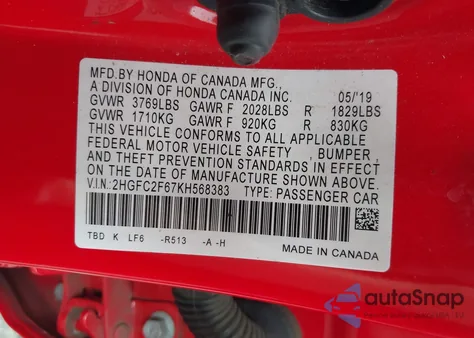 MFD.BY HONDA OF CANADA MFG.,
A DIVISION OF HONDA CANADA INC. 05/'19
GVWR 3769LBS GAWR F 2028LBS R 1829LBS
GVWR 1710KG GAWR F 920KG R 830KG
THIS VEHICLE CONFORMS TO ALL APPLICABLE
FEDERAL MOTOR VEHICLE SAFETY , BUMPER ,
AND THEFT PREVENTION STANDARDS IN EFFECT
ON THE DATE OF MANUFACTURE SHOWN ABOVE.
V.I.N.: 2HGFC2F67KH568383 TYPE: PASSENGER CAR
TBD K LF6 -R513 -A -H
MADE IN CANADA
autoSnap